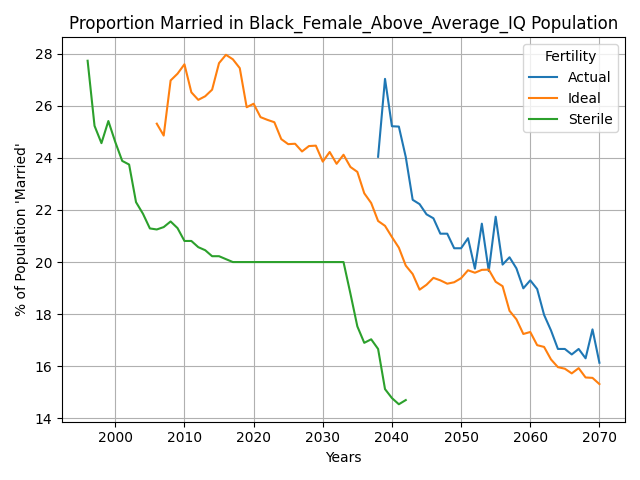 Proportion Married in Black_Female_Above_Average_IQ Population
% of Population 'Married'
28
26
24
22
20
18
16
14
Fertility
Actual
Ideal
Sterile
2000 2010 2020 2030 2040 2050 2060 2070
Years